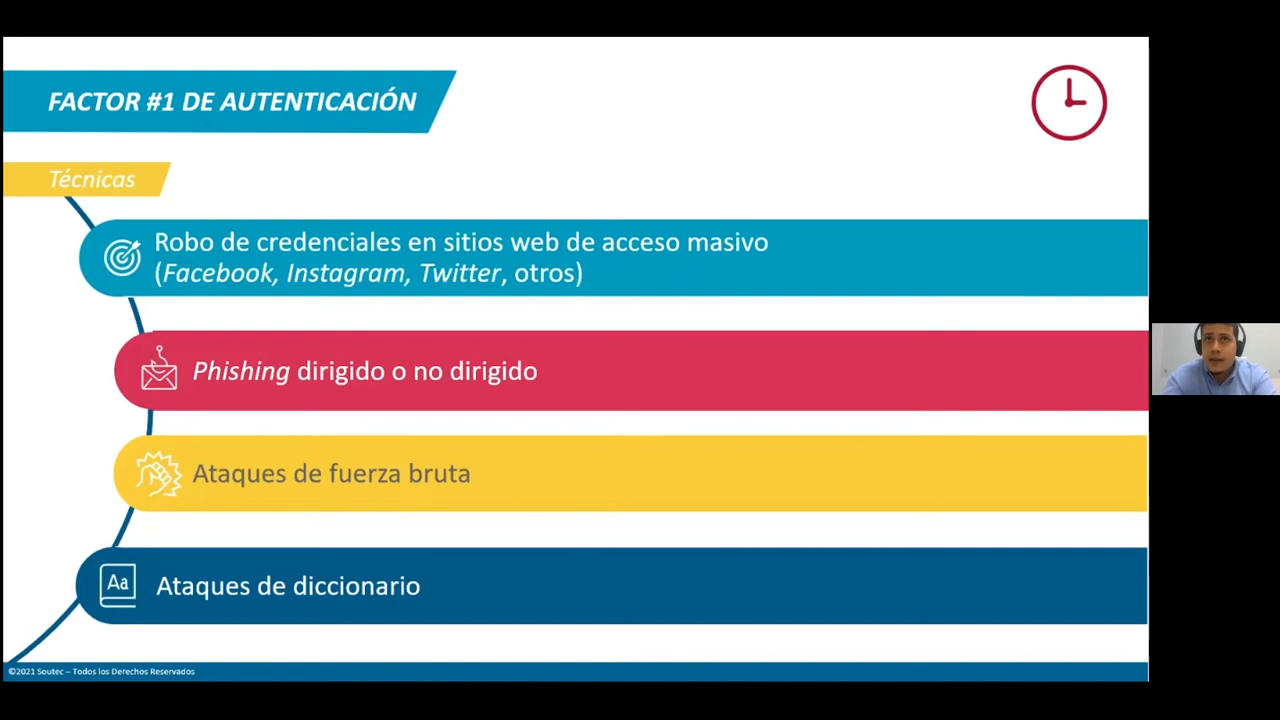 FACTOR #1 DE AUTENTICACIÓN
Técnicas
Robo de credenciales en sitios web de acceso masivo
(Facebook, Instagram, Twitter, otros)
Phishing dirigido o no dirigido
Ataques de fuerza bruta
Aa
Ataques de diccionario
©2021 Soutec – Todos los Derechos Reservados